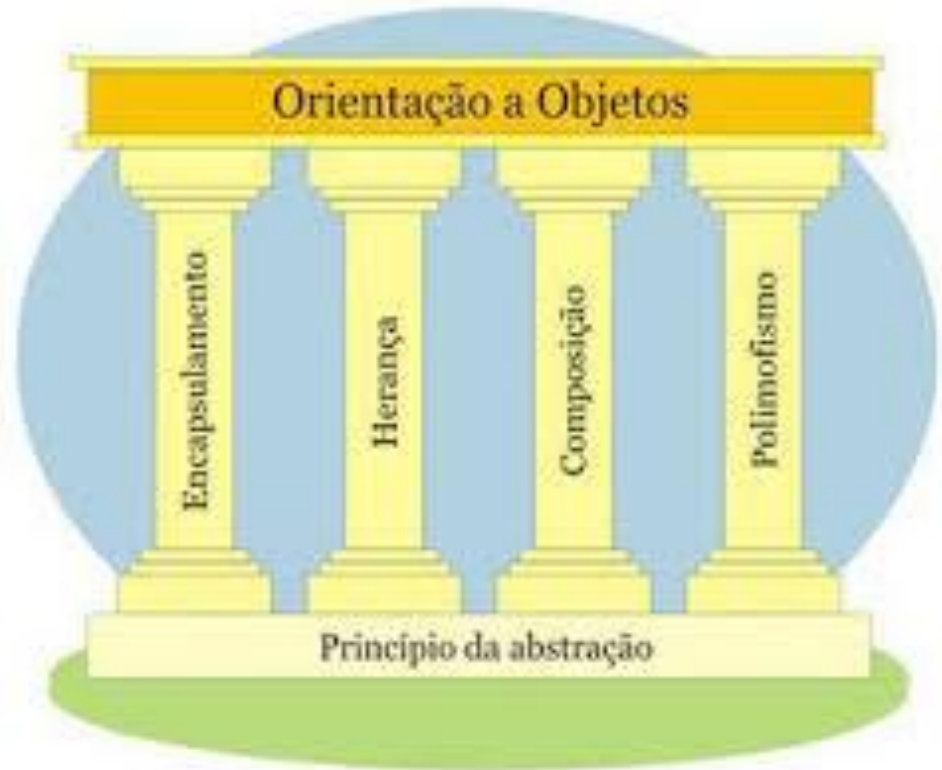 Orientação a Objetos
Encapsulamento
Herança
Composição
Polimofismo
Princípio da abstração